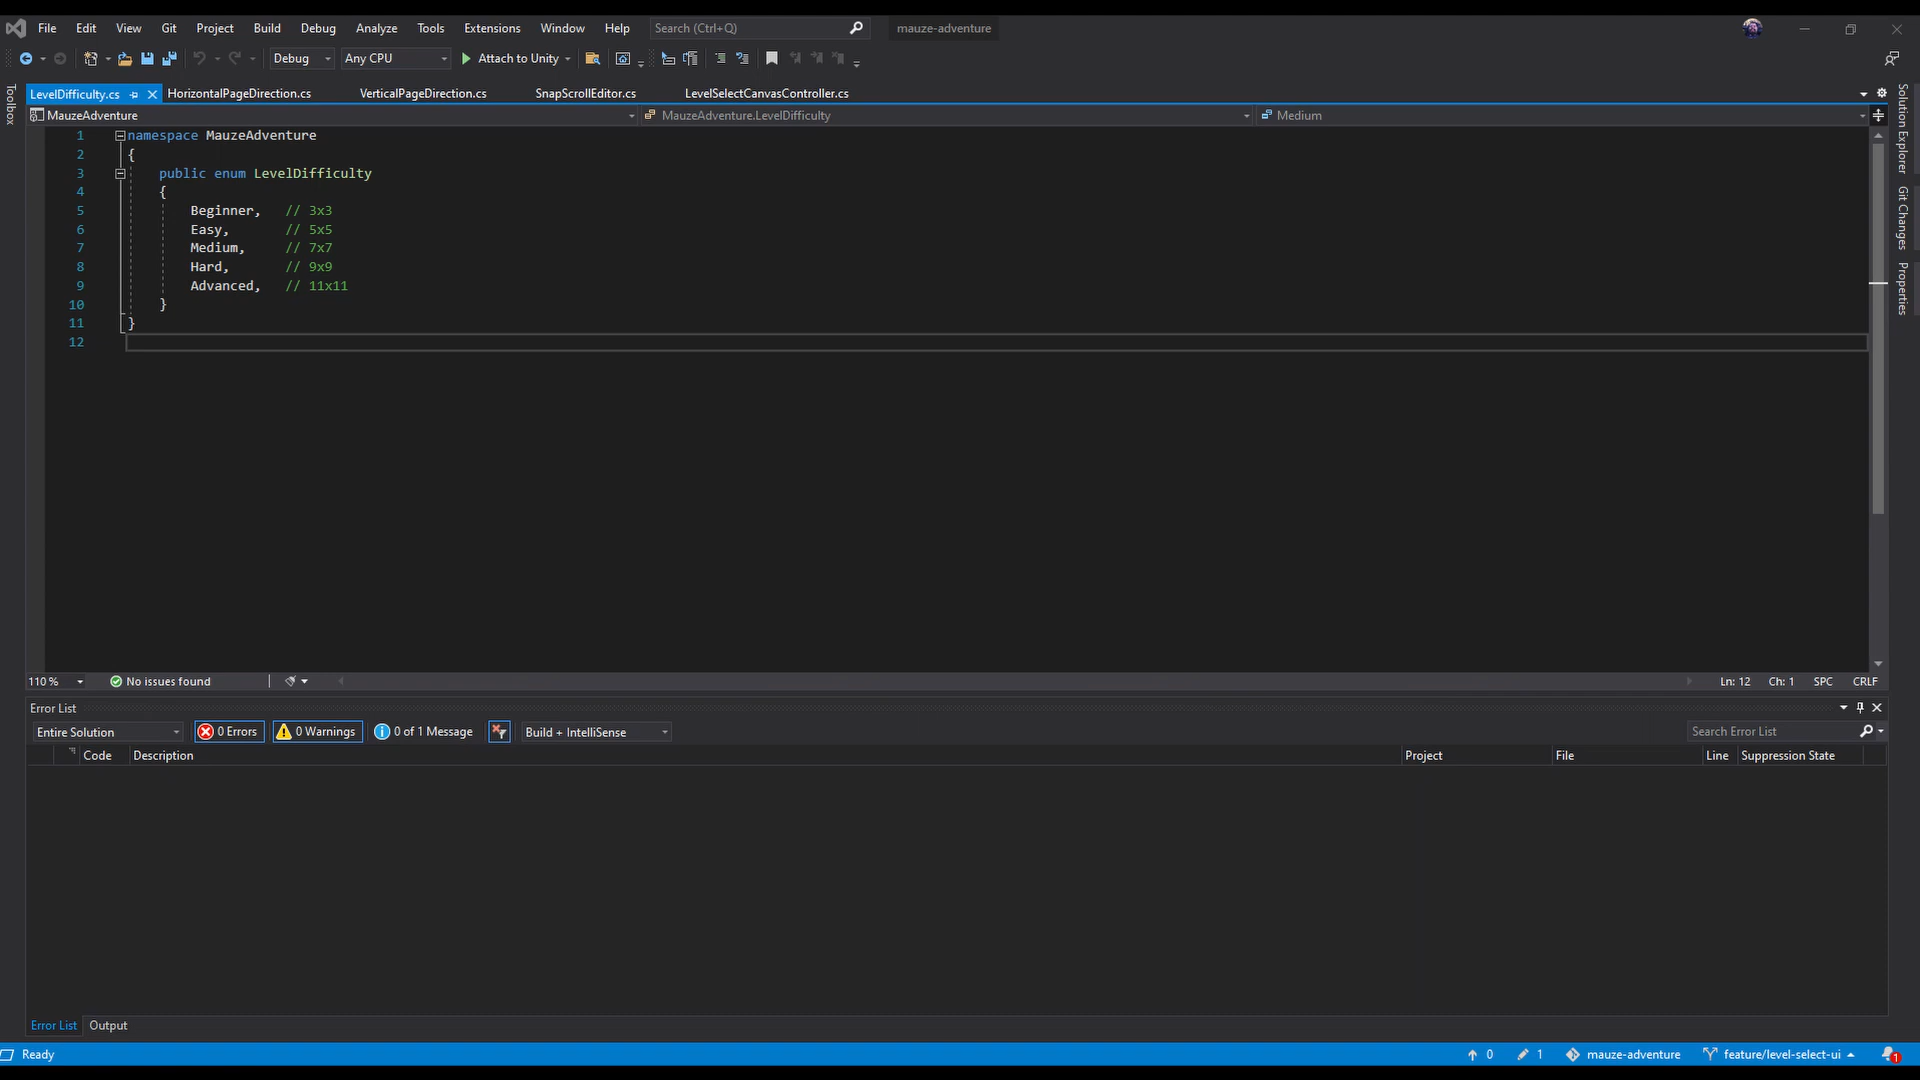 File Edit View Git Project Build Debug Analyze Tools Extensions Window Help Search (Ctrl+Q) mauze-adventure
Debug Any CPU Attach to Unity
LevelDifficulty.cs HorizontalPageDirection.cs VerticalPageDirection.cs SnapScrollEditor.cs LevelSelectCanvasController.cs
MauzeAdventure MauzeAdventure.LevelDifficulty Medium
Toolbox
Solution Explorer
Git Changes
Properties
1 namespace MauzeAdventure
2 {
3 public enum LevelDifficulty
4 {
5 Beginner, // 3x3
6 Easy, // 5x5
7 Medium, // 7x7
8 Hard, // 9x9
9 Advanced, // 11x11
10 }
11 }
12
110 % No issues found Ln: 12 Ch: 1 SPC CRLF
Error List
Entire Solution 0 Errors 0 Warnings 0 of 1 Message Build + IntelliSense Search Error List
Code Description Project File Line Suppression State
Error List Output
Ready 0 1 mauze-adventure feature/level-select-ui 1